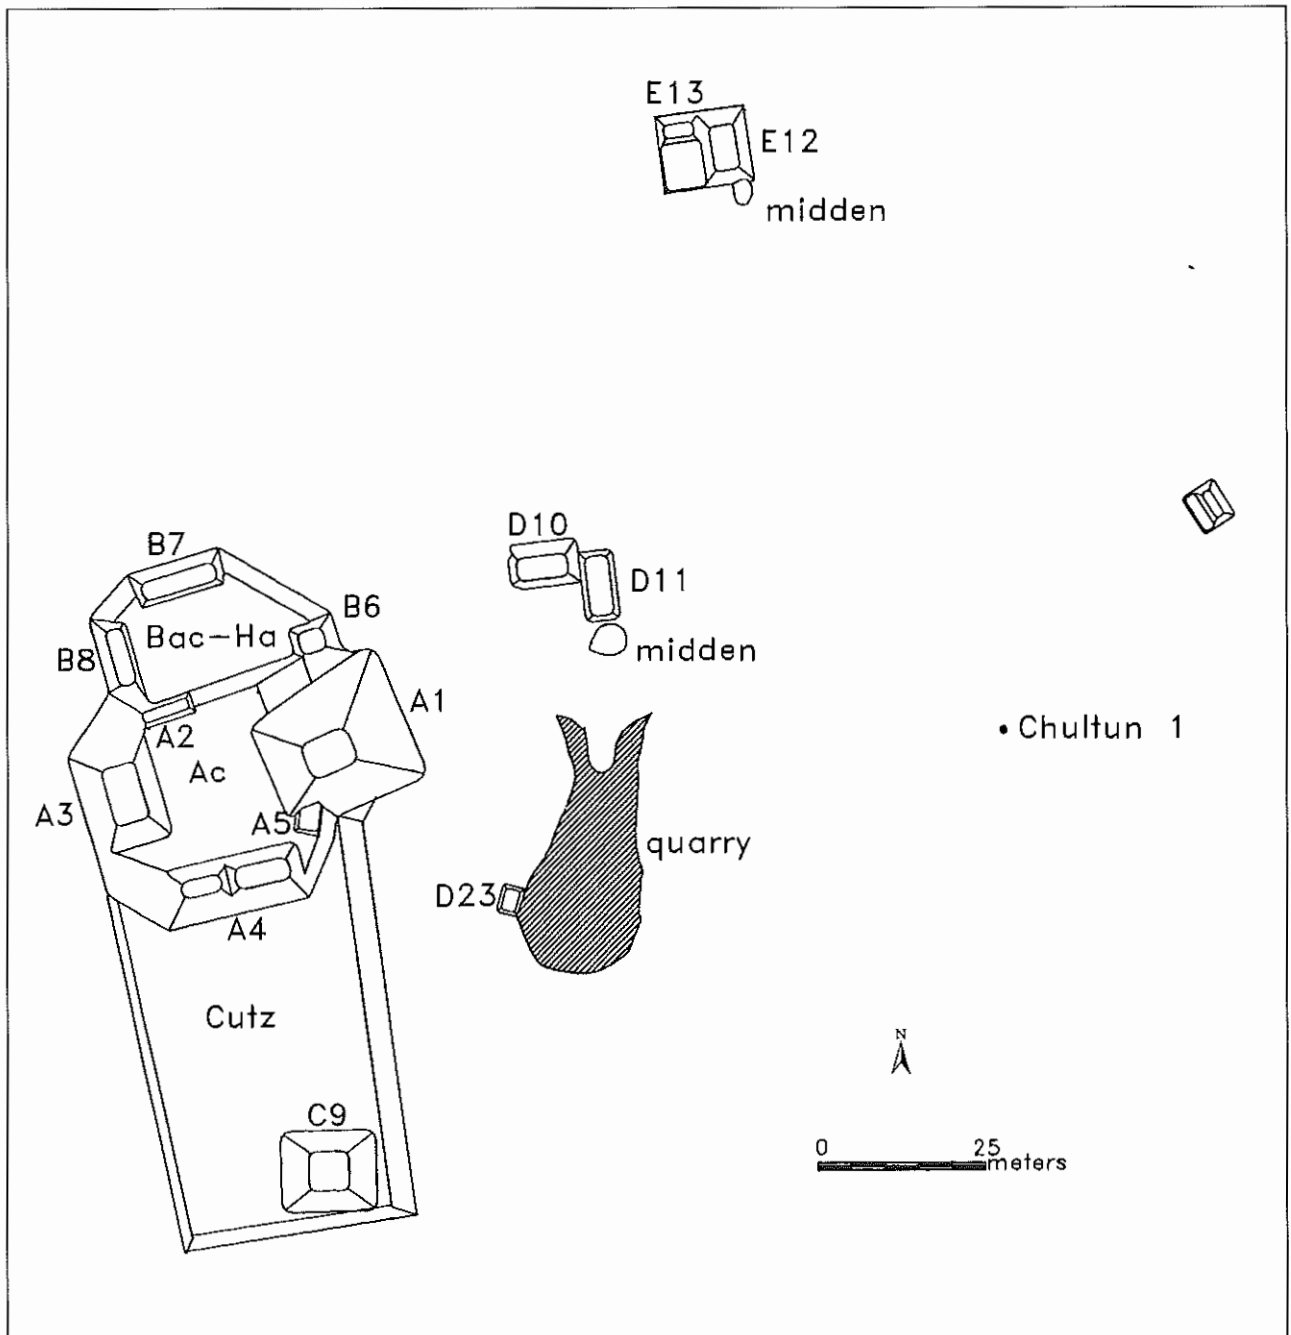 E13
E12
midden
D10
B7
D11
B6
Bac-Ha
midden
B8
A1
Chultun 1
A2
Ac
A3
A5
quarry
D23
A4
Cutz
N
C9
0 25
meters